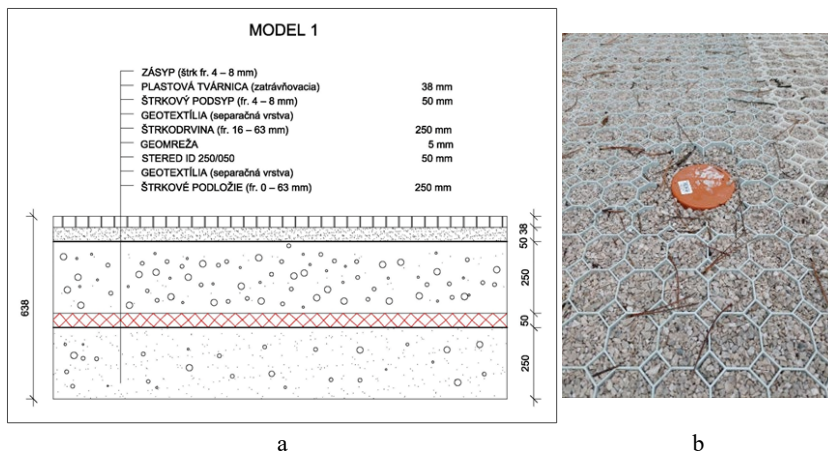 MODEL 1
ZÁSYP (štrk fr. 4 – 8 mm)
PLASTOVÁ TVÁRNICA (zatrávňovacia) 38 mm
ŠTRKOVÝ PODSYP (fr. 4 – 8 mm) 50 mm
GEOTEXTÍLIA (separačná vrstva)
ŠTRKODRVINA (fr. 16 – 63 mm) 250 mm
GEOMREŽA 5 mm
STERED ID 250/050 50 mm
GEOTEXTÍLIA (separačná vrstva)
ŠTRKOVÉ PODLOŽIE (fr. 0 – 63 mm) 250 mm
638
38
50
250
50
250
a
b